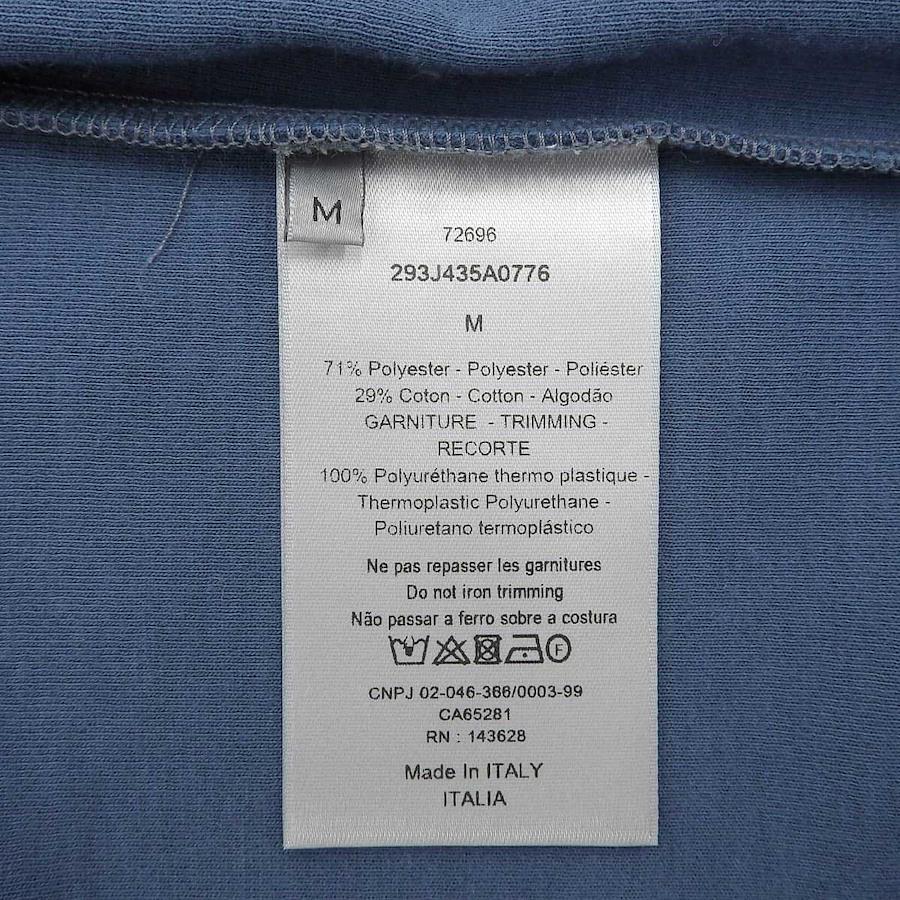 M
72696
293J435A0776
M
71% Polyester - Polyester - Poliéster
29% Coton - Cotton - Algodão
GARNITURE - TRIMMING -
RECORTE
100% Polyuréthane thermo plastique -
Thermoplastic Polyurethane -
Poliuretano termoplástico
Ne pas repasser les garnitures
Do not iron trimming
Não passar a ferro sobre a costura
F
CNPJ 02-046-366/0003-99
CA65281
RN : 143628
Made In ITALY
ITALIA